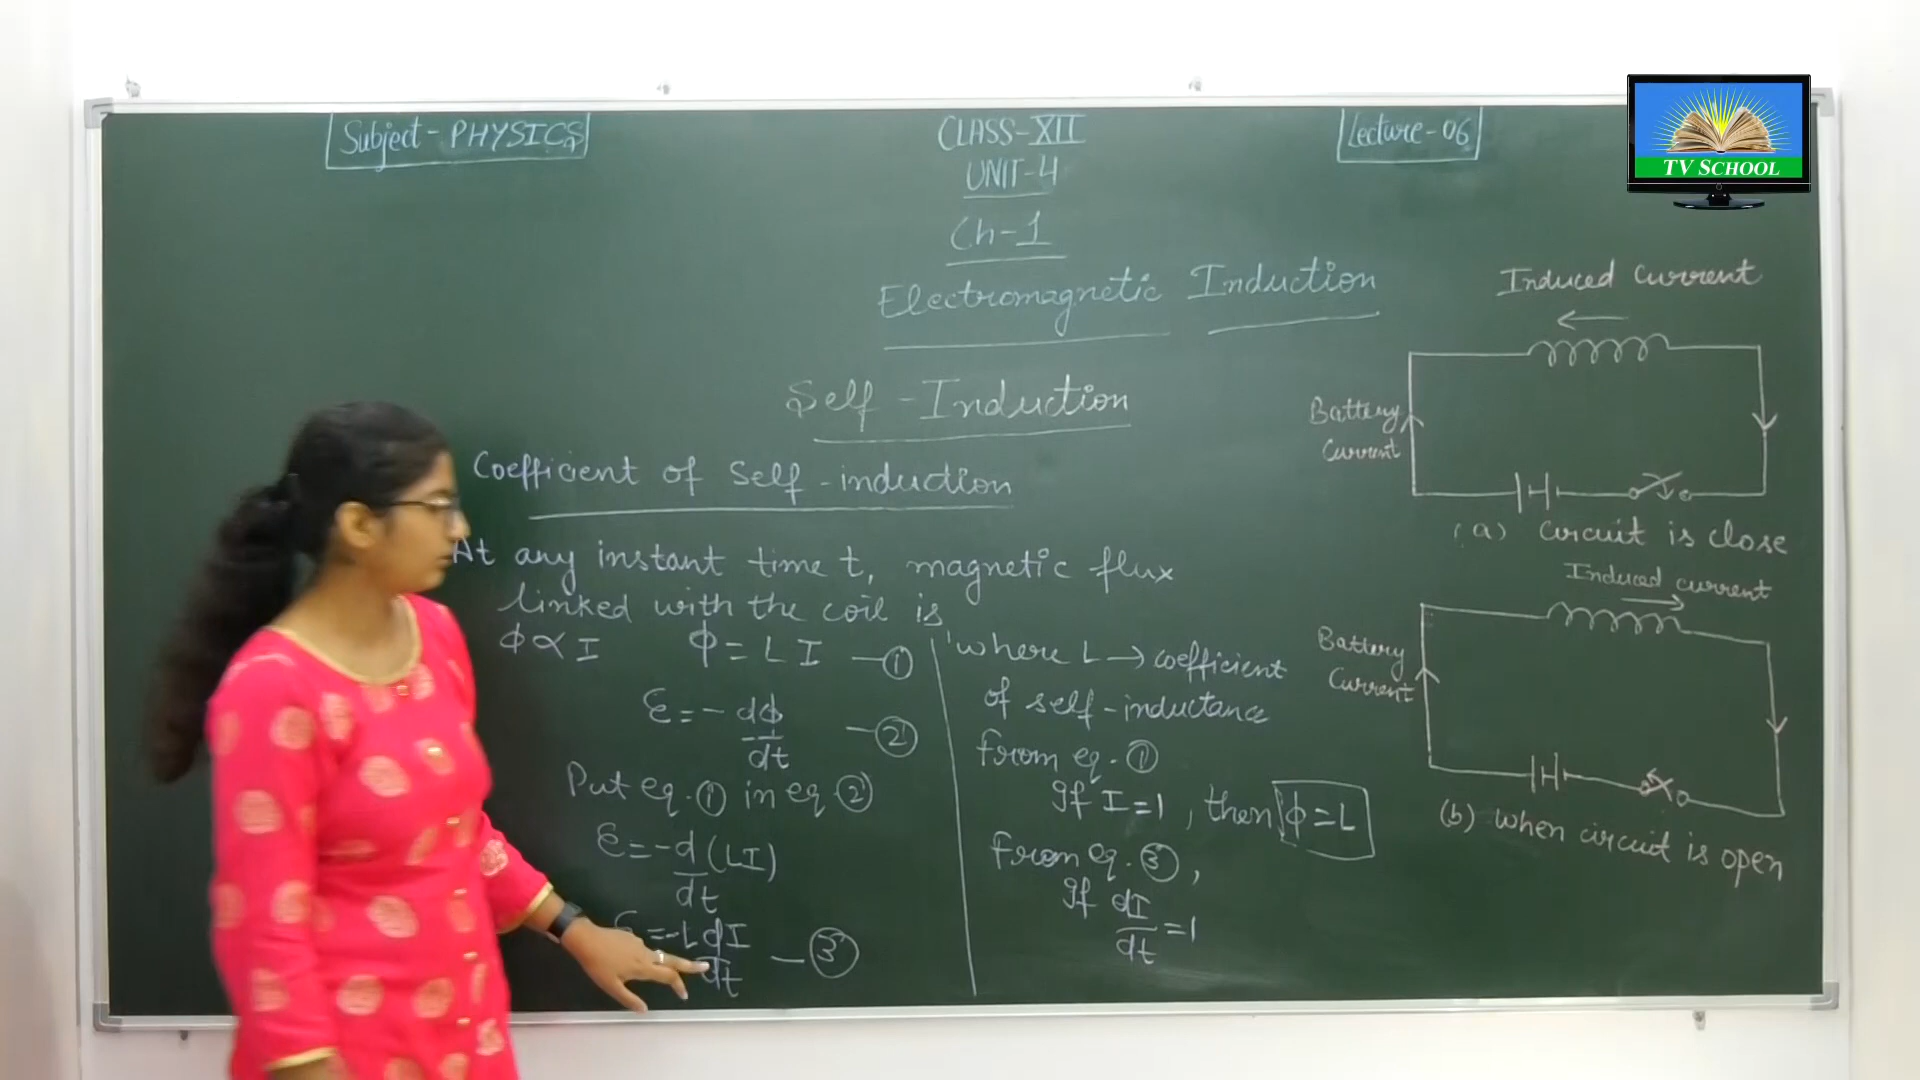 Subject - PHYSICS
CLASS-XII
UNIT-4
Ch-1
Lecture-06
TV SCHOOL
Electromagnetic Induction
Self-Induction
Coefficient of Self-induction
At any instant time t, magnetic flux
linked with the coil is
ϕ ∝ I ϕ = LI —①
ε = - dϕ/dt —②
Put eq. ① in eq. ②
ε = - d/dt (LI)
ε = -L dI/dt —③
where L → coefficient
of self-inductance
from eq. ①
If I = 1, then ϕ = L
from eq. ③,
If dI/dt = 1
Induced Current
Battery
Current
(a) Circuit is close
Induced current
Battery
Current
(b) when circuit is open